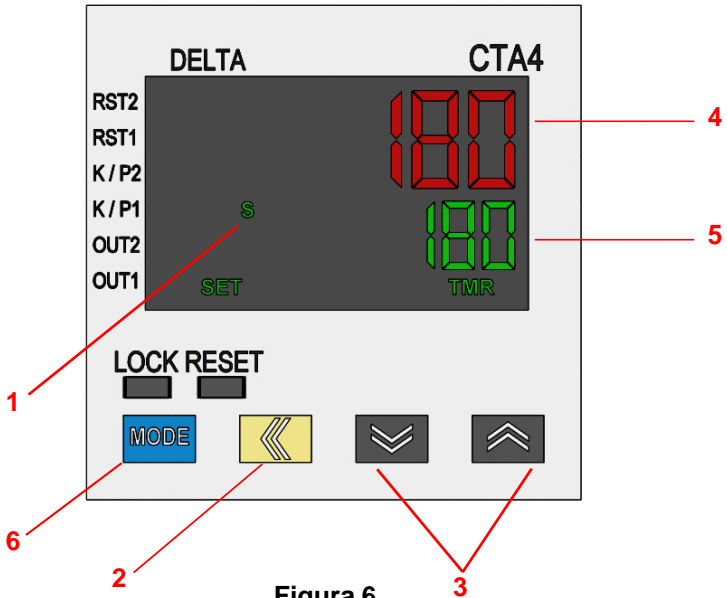 DELTA CTA4
RST2
180
4
RST1
K / P2
K / P1
S
180
5
OUT2
OUT1
SET TMR
LOCK RESET
1
MODE
6
2
3
Figura 6